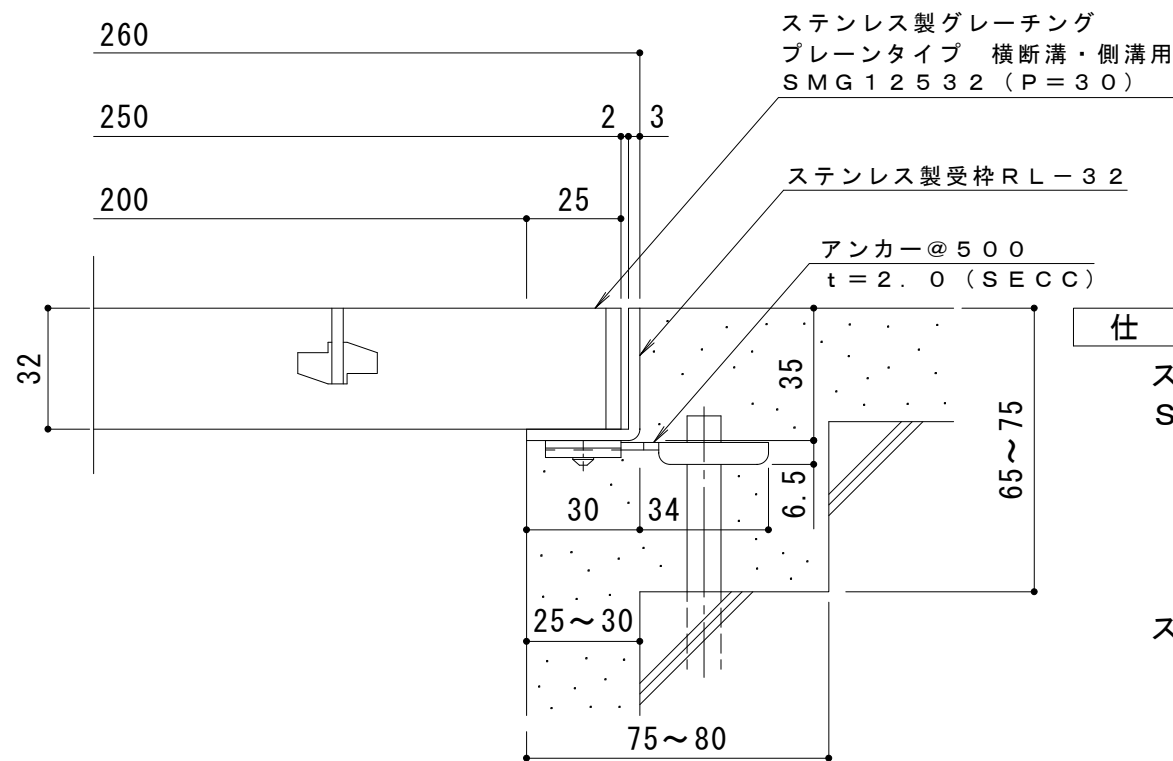 ステンレス製グレーチング
プレーンタイプ 横断溝・側溝用
SMG12532(P=30)
260
250
2
3
200
25
ステンレス製受枠RL-32
アンカー@500
t=2.0(SECC)
仕
ス
S
32
35
65~75
6.5
30
34
25~30
ス
75~80